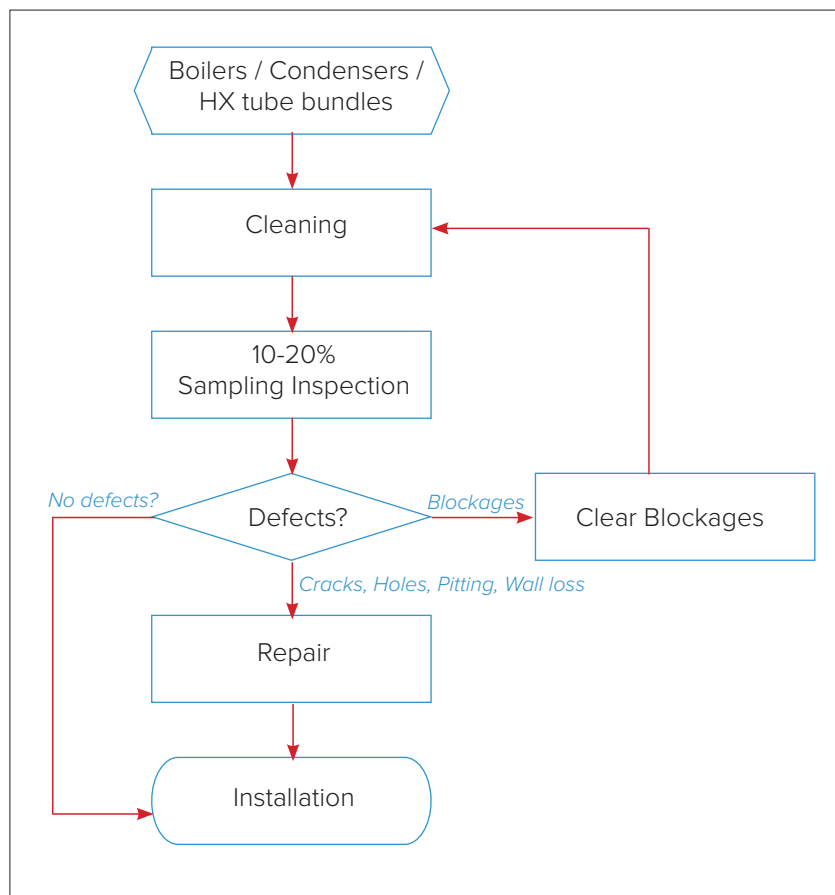 Boilers / Condensers /
HX tube bundles
Cleaning
10-20%
Sampling Inspection
No defects?
Defects?
Blockages
Clear Blockages
Cracks, Holes, Pitting, Wall loss
Repair
Installation